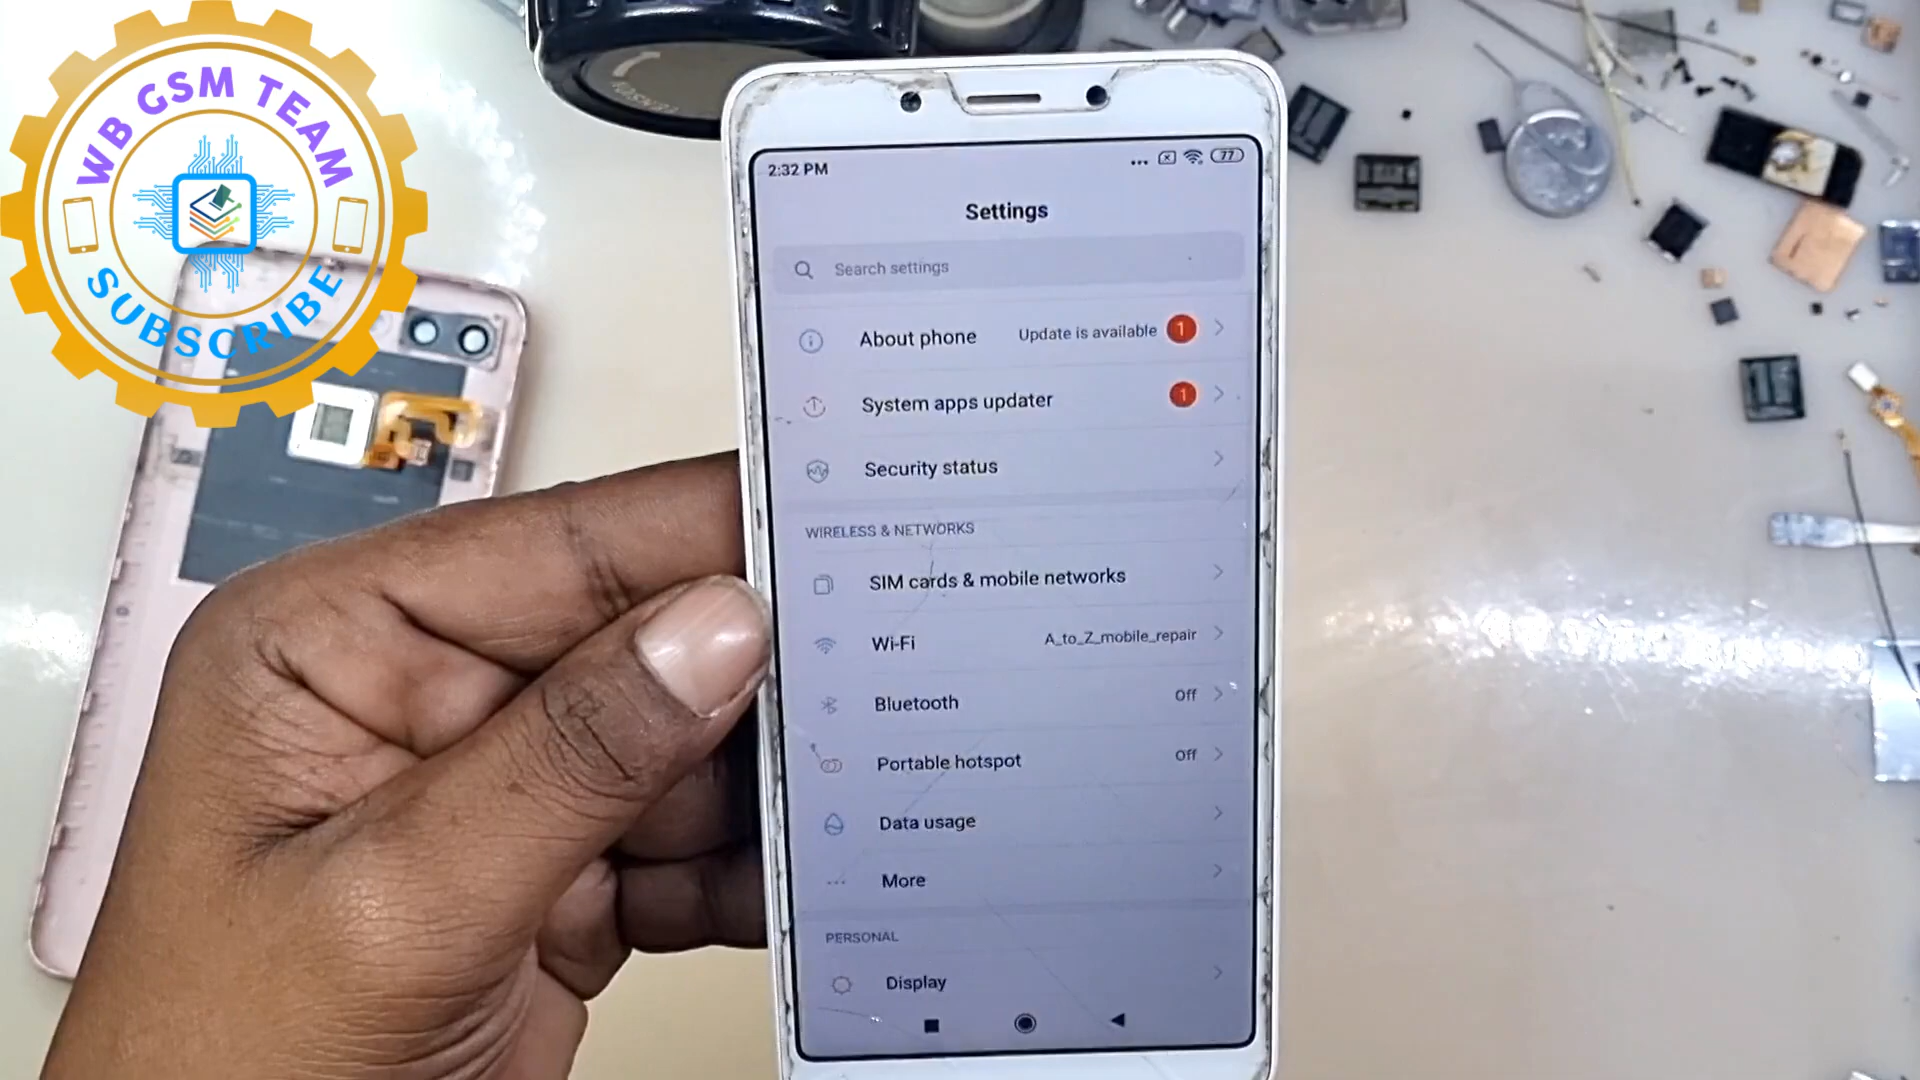 WB GSM TEAM
SUBSCRIBE
2:32 PM
77
Settings
Search settings
About phone Update is available 1
System apps updater 1
Security status
WIRELESS & NETWORKS
SIM cards & mobile networks
Wi-Fi A_to_Z_mobile_repair
Bluetooth Off
Portable hotspot Off
Data usage
More
PERSONAL
Display